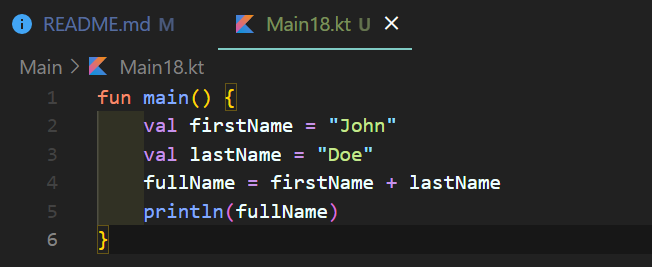 README.md M Main18.kt U
Main > Main18.kt
1 fun main() {
2     val firstName = "John"
3     val lastName = "Doe"
4     fullName = firstName + lastName
5     println(fullName)
6 }